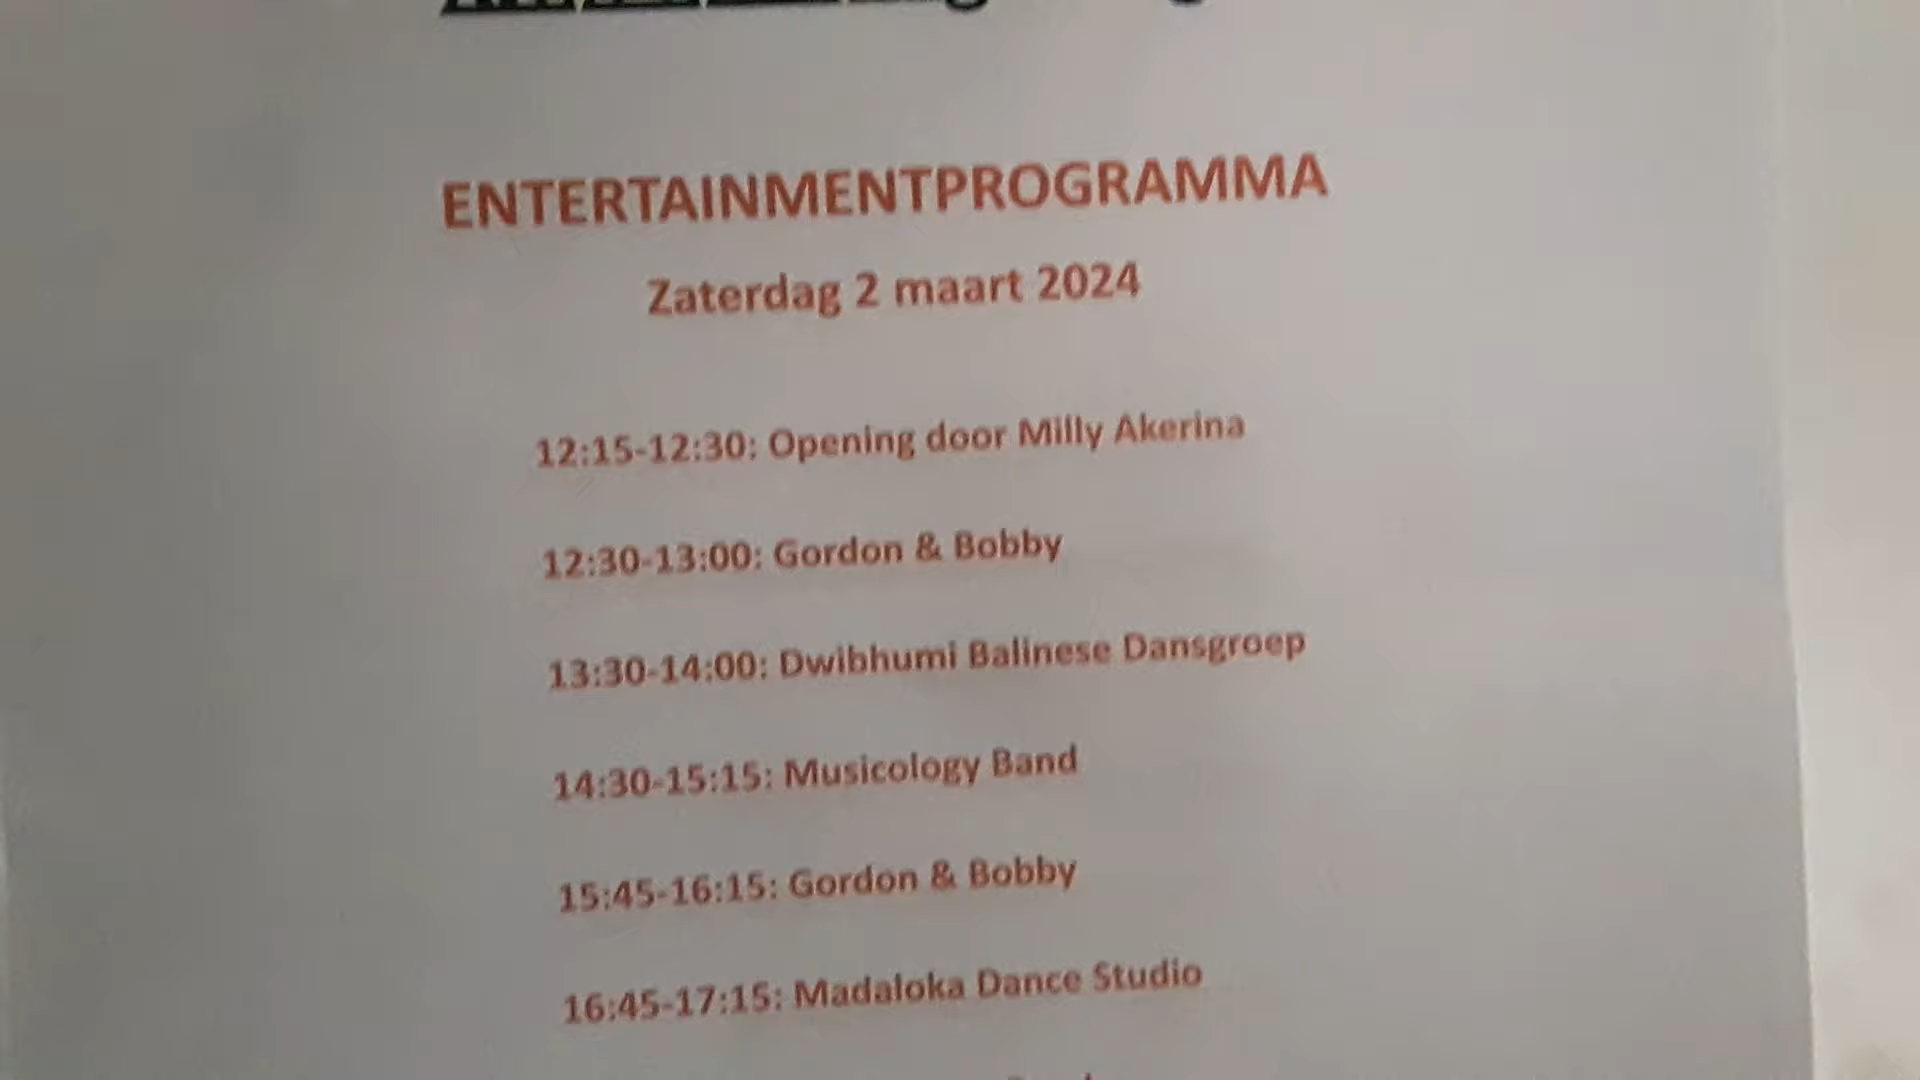 ENTERTAINMENTPROGRAMMA
Zaterdag 2 maart 2024
12:15-12:30: Opening door Milly Akerina
12:30-13:00: Gordon & Bobby
13:30-14:00: Dwibhumi Balinese Dansgroep
14:30-15:15: Musicology Band
15:45-16:15: Gordon & Bobby
16:45-17:15: Madaloka Dance Studio